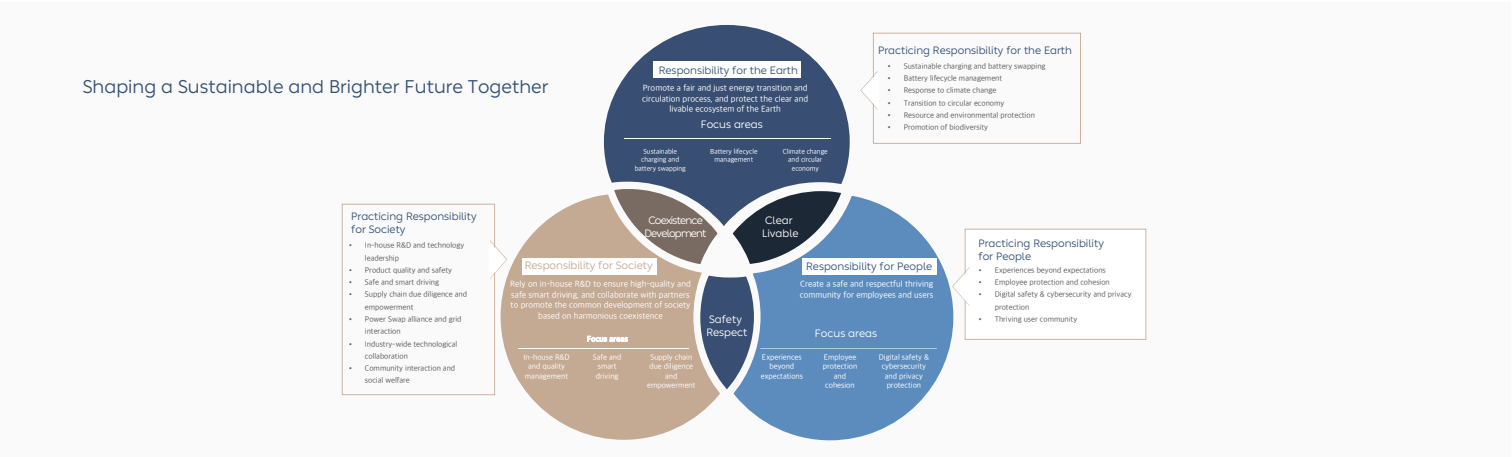 Shaping a Sustainable and Brighter Future Together
Responsibility for the Earth
Promote a fair and just energy transition and
circulation process, and protect the clear and
livable ecosystem of the Earth
Focus areas
Sustainable
charging and
battery swapping
Battery lifecycle
management
Climate change
and circular
economy
Practicing Responsibility for the Earth
• Sustainable charging and battery swapping
• Battery lifecycle management
• Response to climate change
• Transition to circular economy
• Resource and environmental protection
• Promotion of biodiversity
Coexistence
Development
Clear
Livable
Safety
Respect
Practicing Responsibility
for Society
• In-house R&D and technology
leadership
• Product quality and safety
• Safe and smart driving
• Supply chain due diligence and
empowerment
• Power Swap alliance and grid
interaction
• Industry-wide technological
collaboration
• Community interaction and
social welfare
Responsibility for Society
Rely on in-house R&D to ensure high-quality and
safe smart driving, and collaborate with partners
to promote the common development of society
based on harmonious coexistence
Focus areas
In-house R&D
and quality
management
Safe and
smart
driving
Supply chain
due diligence
and
empowerment
Responsibility for People
Create a safe and respectful thriving
community for employees and users
Focus areas
Experiences
beyond
expectations
Employee
protection
and
cohesion
Digital safety &
cybersecurity
and privacy
protection
Practicing Responsibility
for People
• Experiences beyond expectations
• Employee protection and cohesion
• Digital safety & cybersecurity and privacy
protection
• Thriving user community